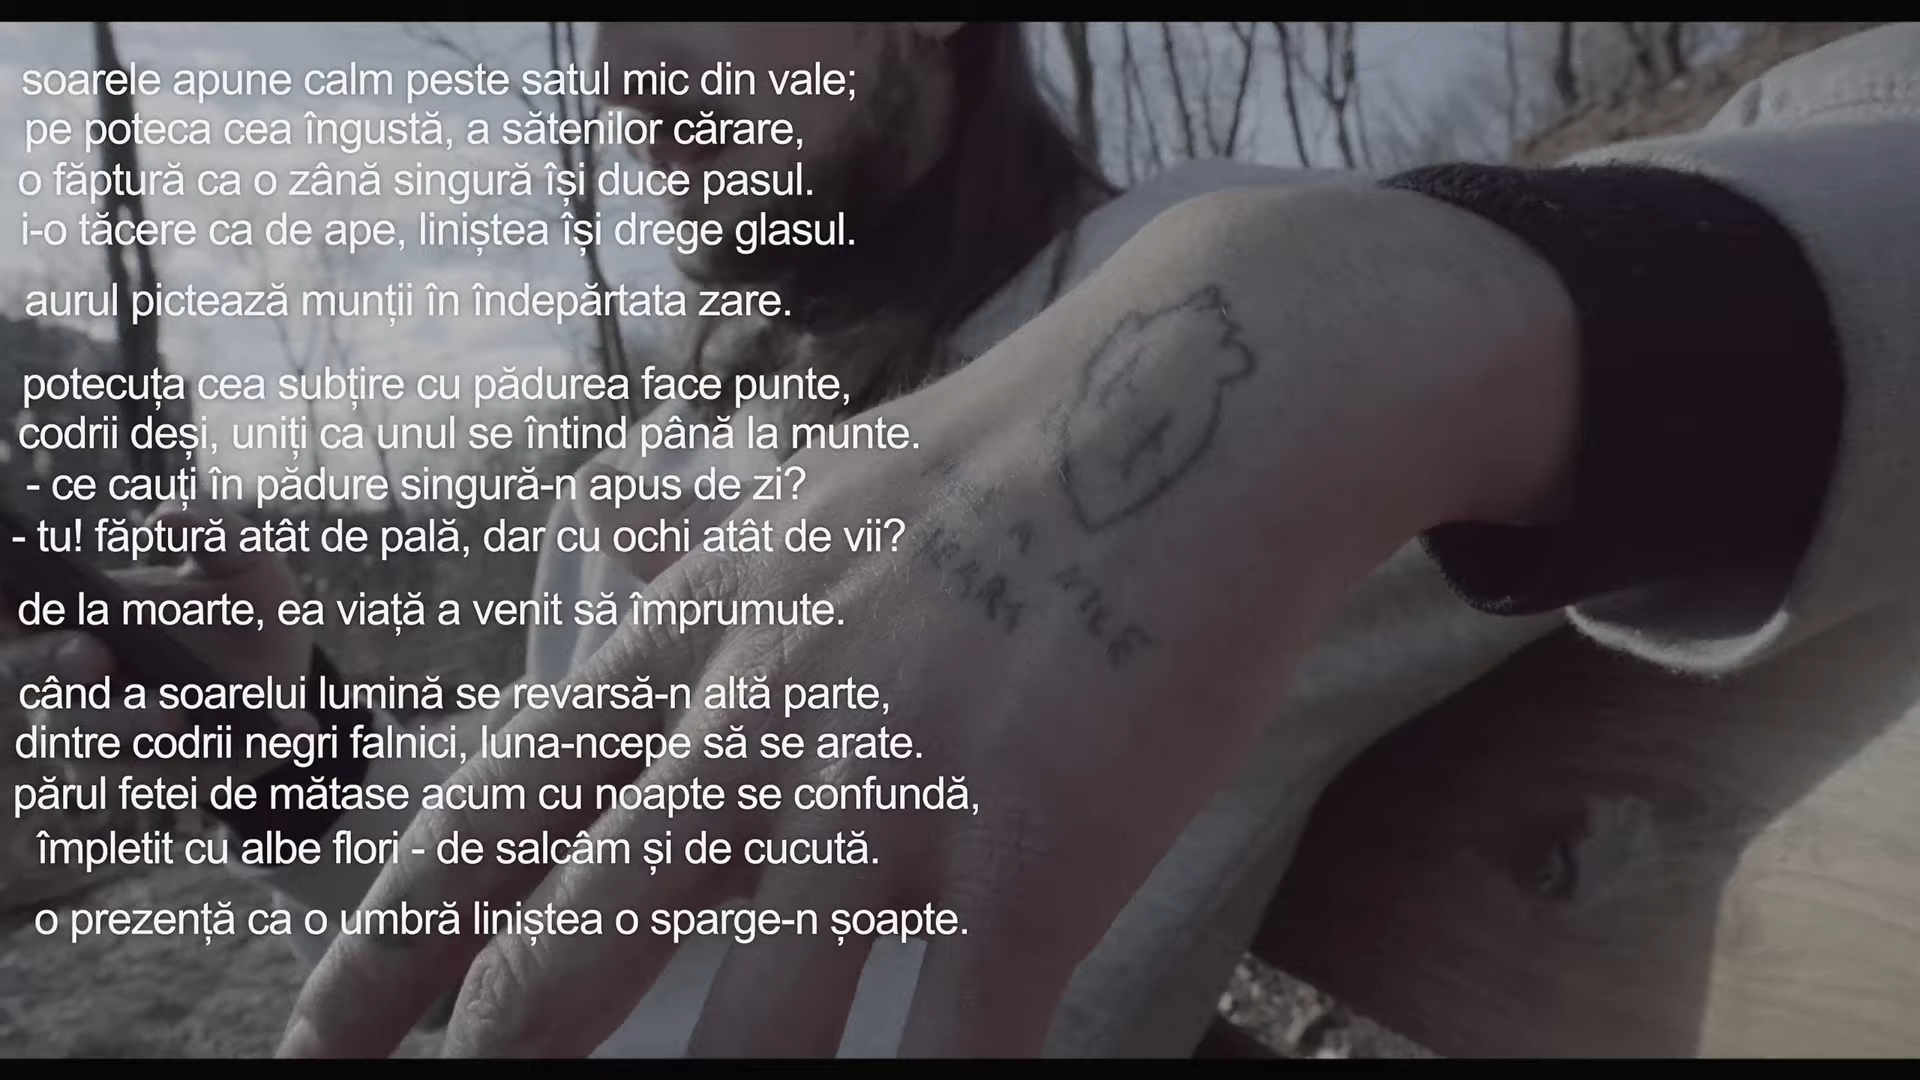 soarele apune calm peste satul mic din vale;
pe poteca cea îngustă, a sătenilor cărare,
o făptură ca o zână singură își duce pasul.
i-o tăcere ca de ape, liniștea își drege glasul.
aurul pictează munții în îndepărtata zare.
potecuța cea subțire cu pădurea face punte,
codrii deși, uniți ca unul se întind până la munte.
- ce cauți în pădure singură-n apus de zi?
- tu! făptură atât de pală, dar cu ochi atât de vii?
de la moarte, ea viață a venit să împrumute.
când a soarelui lumină se revarsă-n altă parte,
dintre codrii negri falnici, luna-ncepe să se arate.
părul fetei de mătase acum cu noapte se confundă,
împletit cu albe flori - de salcâm și de cucută.
o prezență ca o umbră liniștea o sparge-n șoapte.